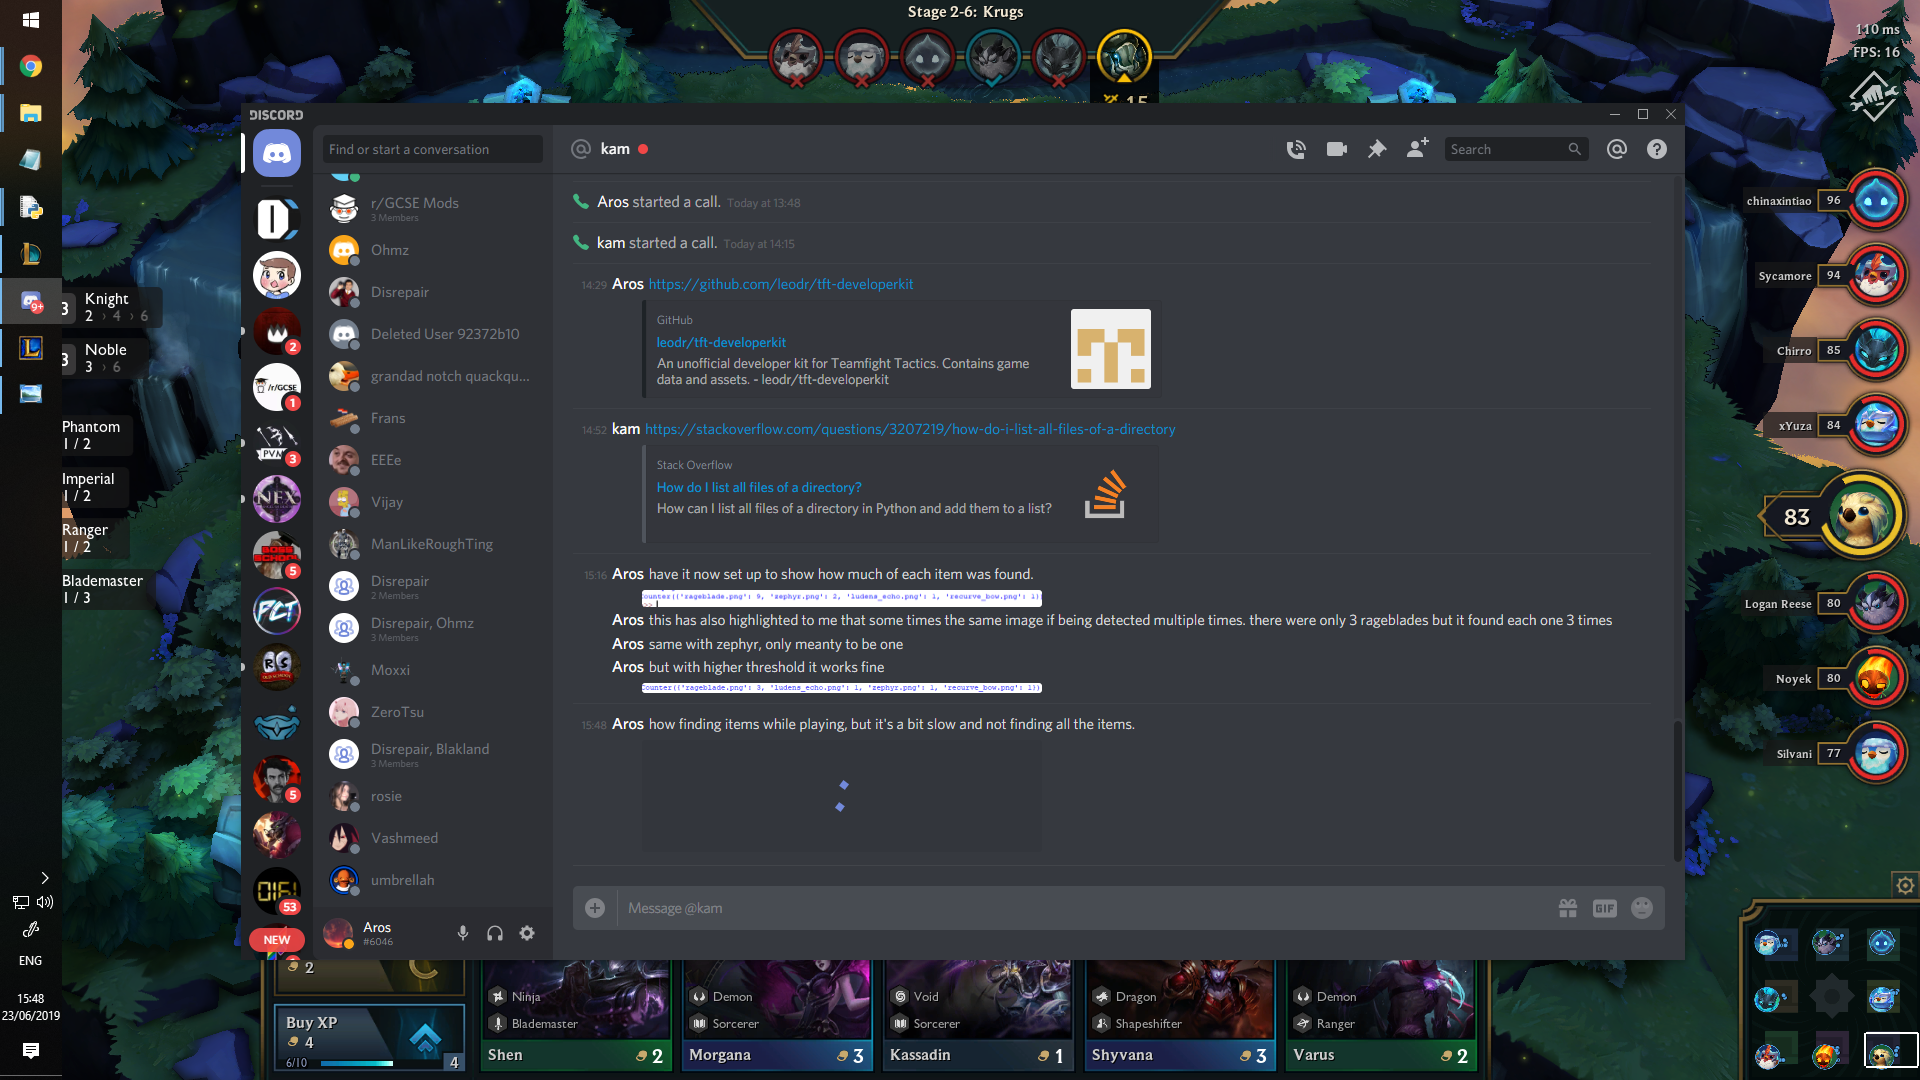 Stage 2-6: Krugs
110 ms
FPS: 16
15
DISCORD
Find or start a conversation
kam
Search
r/GCSE Mods
3 Members
Ohmz
Disrepair
Deleted User 92372b10
grandad notch quackqu...
Frans
EEEe
Vijay
ManLikeRoughTing
Disrepair
2 Members
Disrepair, Ohmz
3 Members
Moxxi
ZeroTsu
Disrepair, Blakland
3 Members
rosie
Vashmeed
umbrellah
Aros
#6046
Aros started a call. Today at 13:48
kam started a call. Today at 14:15
14:29 Aros https://github.com/leodr/tft-developerkit
GitHub
leodr/tft-developerkit
An unofficial developer kit for Teamfight Tactics. Contains game
data and assets. - leodr/tft-developerkit
14:52 kam https://stackoverflow.com/questions/3207219/how-do-i-list-all-files-of-a-directory
Stack Overflow
How do I list all files of a directory?
How can I list all files of a directory in Python and add them to a list?
15:16 Aros have it now set up to show how much of each item was found.
Counter({'rageblade.png': 9, 'zephyr.png': 2, 'ludens_echo.png': 1, 'recurve_bow.png': 1})
>>
Aros this has also highlighted to me that some times the same image if being detected multiple times. there were only 3 rageblades but it found each one 3 times
Aros same with zephyr, only meanty to be one
Aros but with higher threshold it works fine
Counter({'rageblade.png': 3, 'ludens_echo.png': 1, 'zephyr.png': 1, 'recurve_bow.png': 1})
15:48 Aros how finding items while playing, but it's a bit slow and not finding all the items.
Message @kam
GIF
2
1
/r/GCSE
3
PVM
NFX
BOSS
SCHOOL
5
PCT
RS
5
53
NEW
9+
3
Knight
2 › 4 › 6
3
Noble
3 › 6
Phantom
1 / 2
Imperial
1 / 2
Ranger
1 / 2
Blademaster
1 / 3
ENG
15:48
23/06/2019
chinaxintiao 96
Sycamore 94
Chirro 85
xYuza 84
83
Logan Reese 80
Noyek 80
Silvani 77
2
Buy XP
4
6/10
4
Ninja
Blademaster
Shen 2
Demon
Sorcerer
Morgana 3
Void
Sorcerer
Kassadin 1
Dragon
Shapeshifter
Shyvana 3
Demon
Ranger
Varus 2